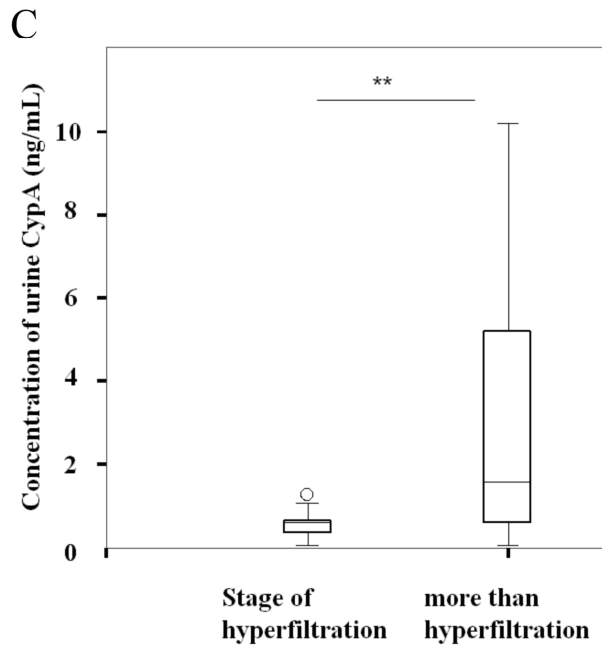 C
**
Concentration of urine CypA (ng/mL)
10
8
6
4
2
0
Stage of
hyperfiltration
more than
hyperfiltration